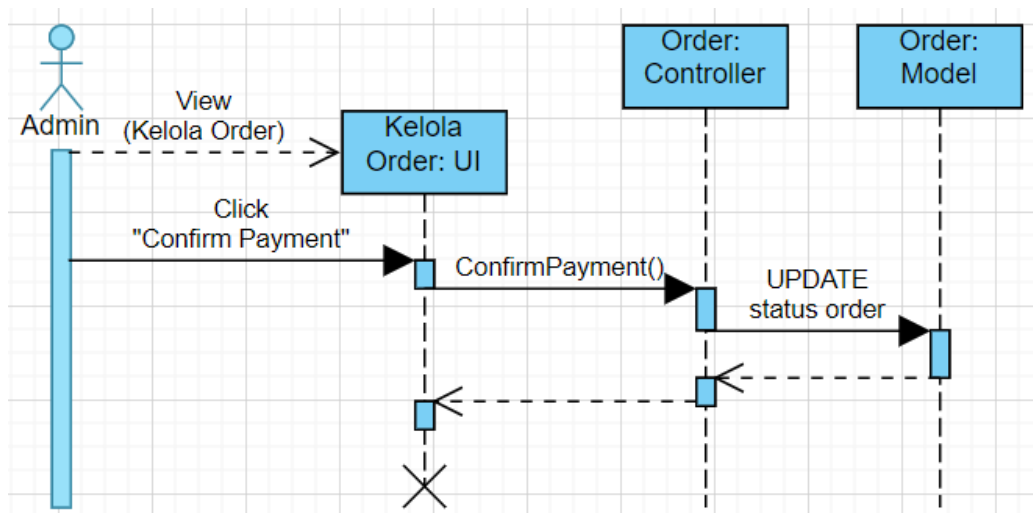 Order:
Controller
Order:
Model
Admin
View
(Kelola Order)
Kelola
Order: UI
Click
"Confirm Payment"
ConfirmPayment()
UPDATE
status order